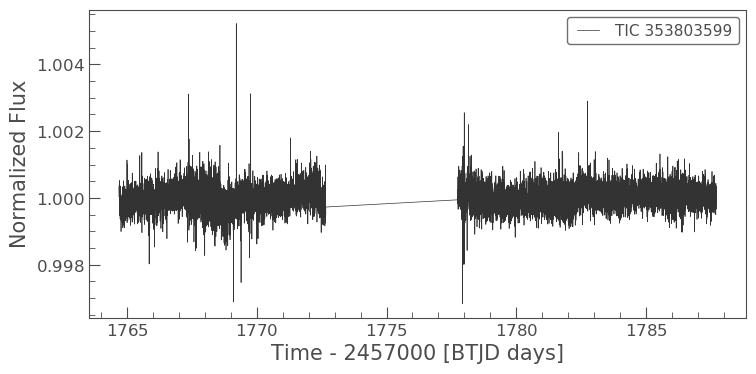 TIC 353803599
Normalized Flux
1.004
1.002
1.000
0.998
1765 1770 1775 1780 1785
Time - 2457000 [BTJD days]